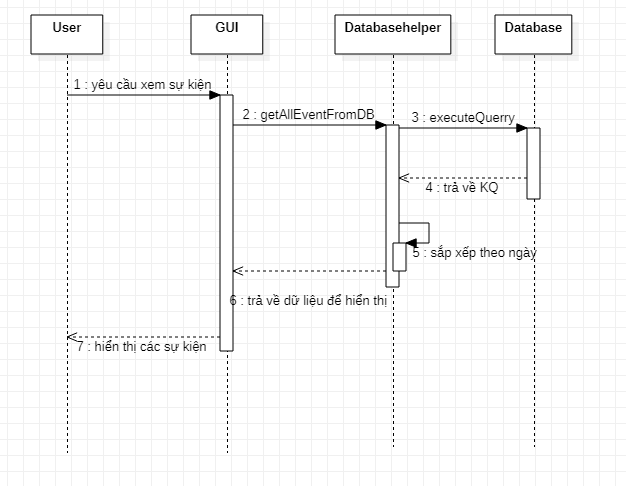 User
GUI
Databasehelper
Database
1 : yêu cầu xem sự kiện
2 : getAllEventFromDB
3 : executeQuerry
4 : trả về KQ
5 : sắp xếp theo ngày
6 : trả về dữ liệu để hiển thị
7 : hiển thị các sự kiện